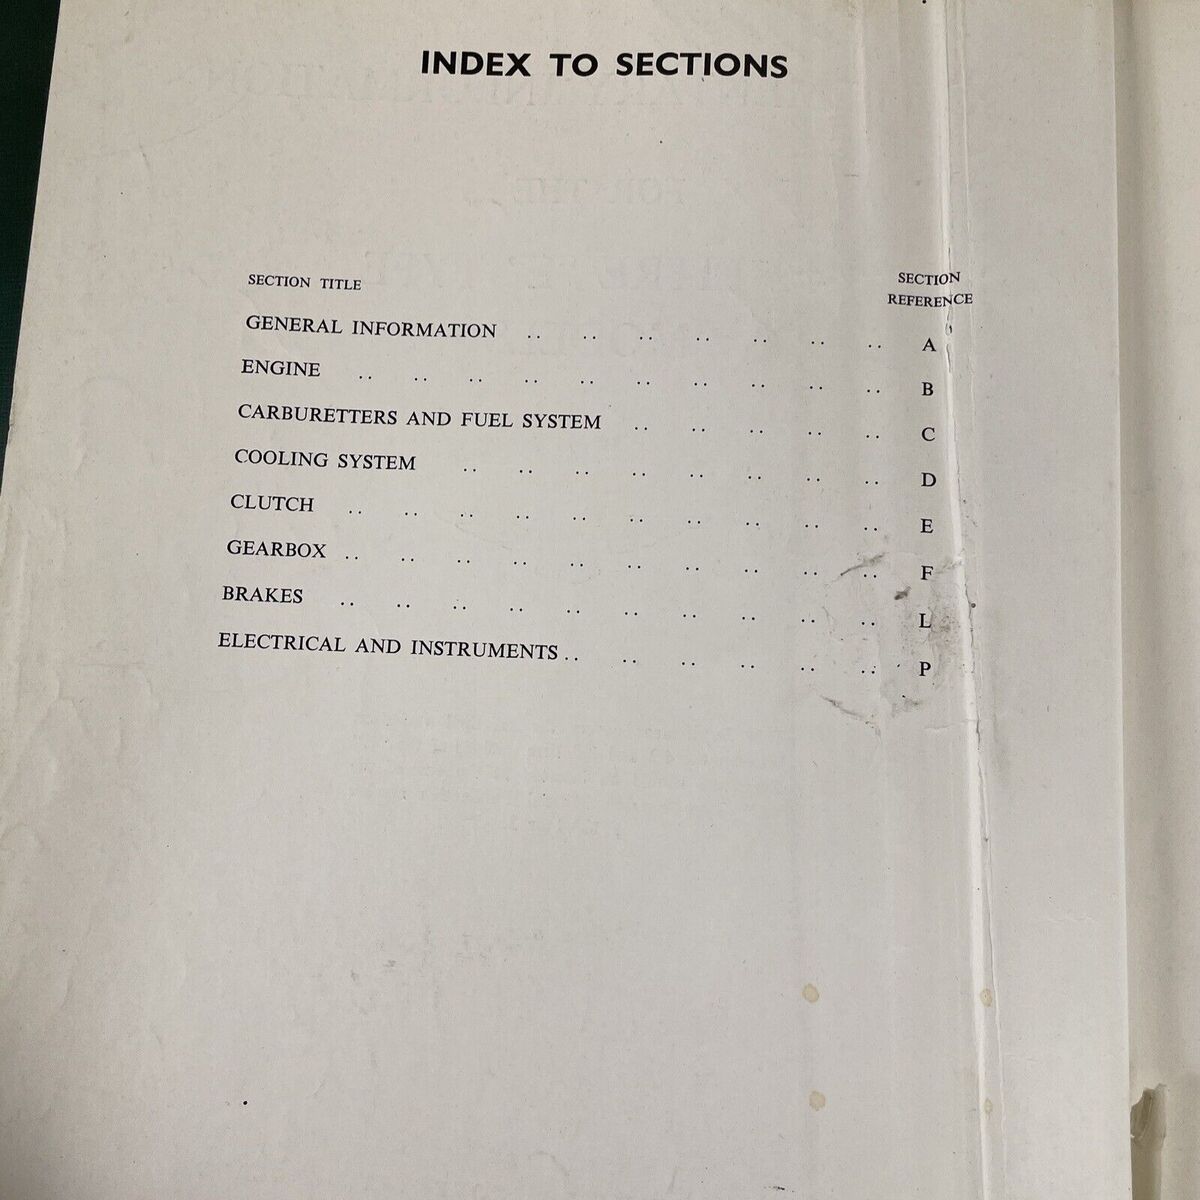 INDEX TO SECTIONS
SECTION TITLE SECTION REFERENCE
GENERAL INFORMATION .. .. .. .. .. .. .. A
ENGINE .. .. .. .. .. .. .. .. .. .. B
CARBURETTERS AND FUEL SYSTEM .. .. .. .. .. C
COOLING SYSTEM .. .. .. .. .. .. .. .. D
CLUTCH .. .. .. .. .. .. .. .. .. .. E
GEARBOX .. .. .. .. .. .. .. .. .. .. F
BRAKES .. .. .. .. .. .. .. .. .. .. L
ELECTRICAL AND INSTRUMENTS .. .. .. .. .. .. P